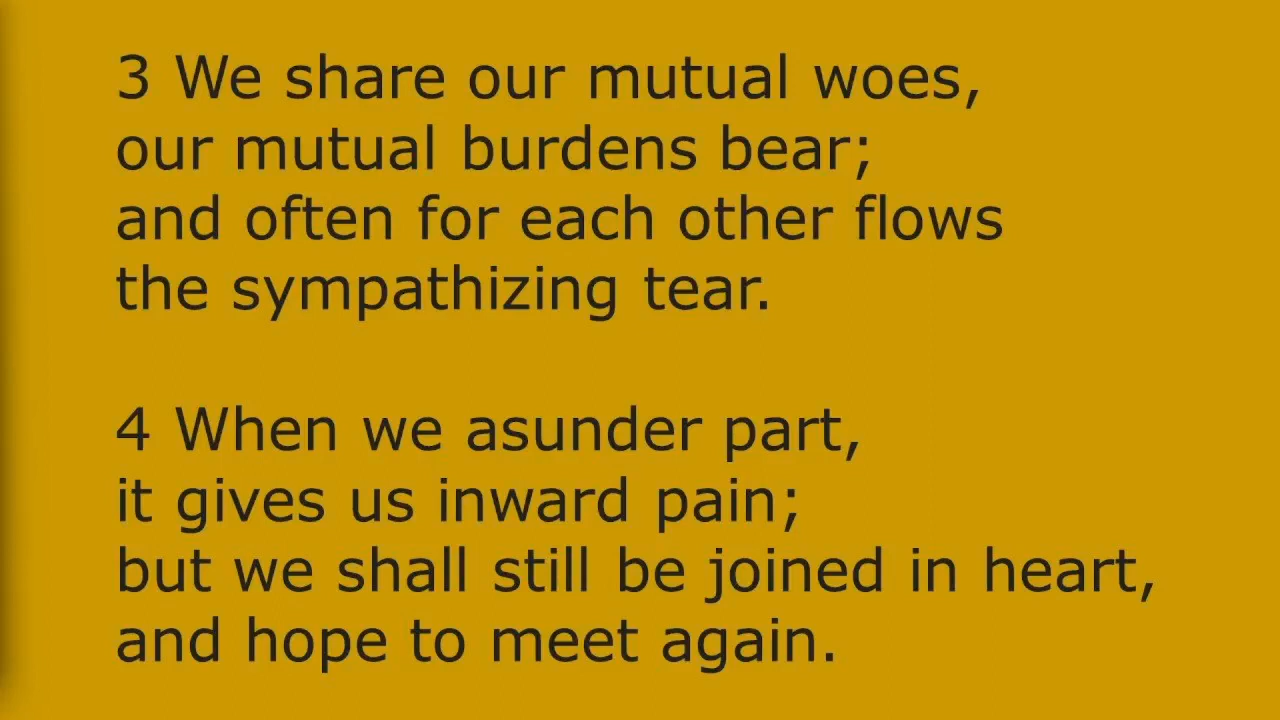 3 We share our mutual woes,
our mutual burdens bear;
and often for each other flows
the sympathizing tear.
4 When we asunder part,
it gives us inward pain;
but we shall still be joined in heart,
and hope to meet again.